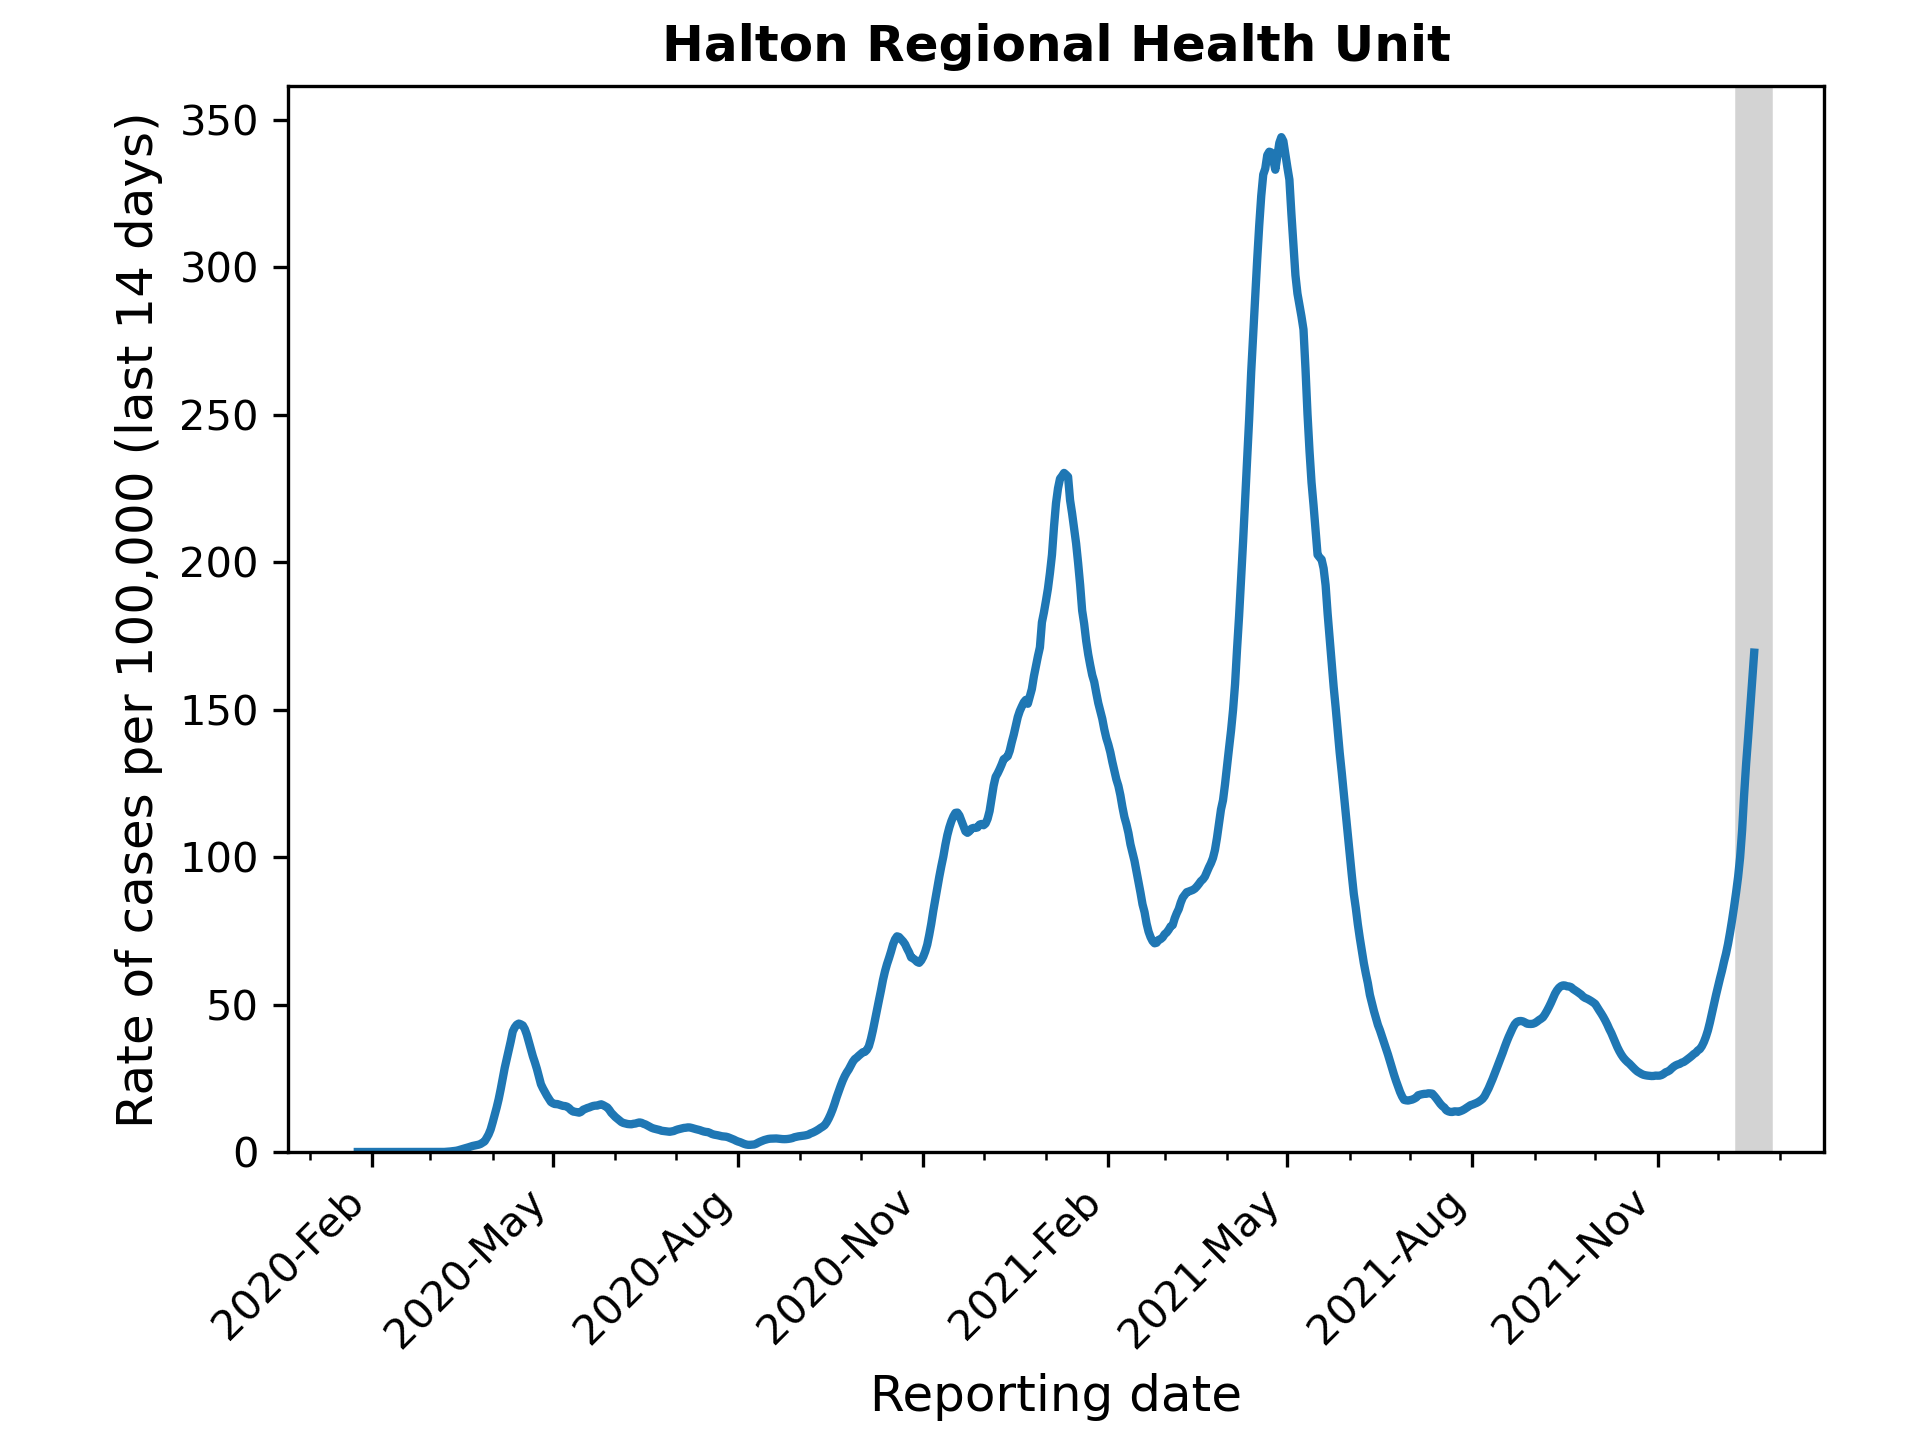 Halton Regional Health Unit
Rate of cases per 100,000 (last 14 days)
350
300
250
200
150
100
50
0
2020-Feb
2020-May
2020-Aug
2020-Nov
2021-Feb
2021-May
2021-Aug
2021-Nov
Reporting date